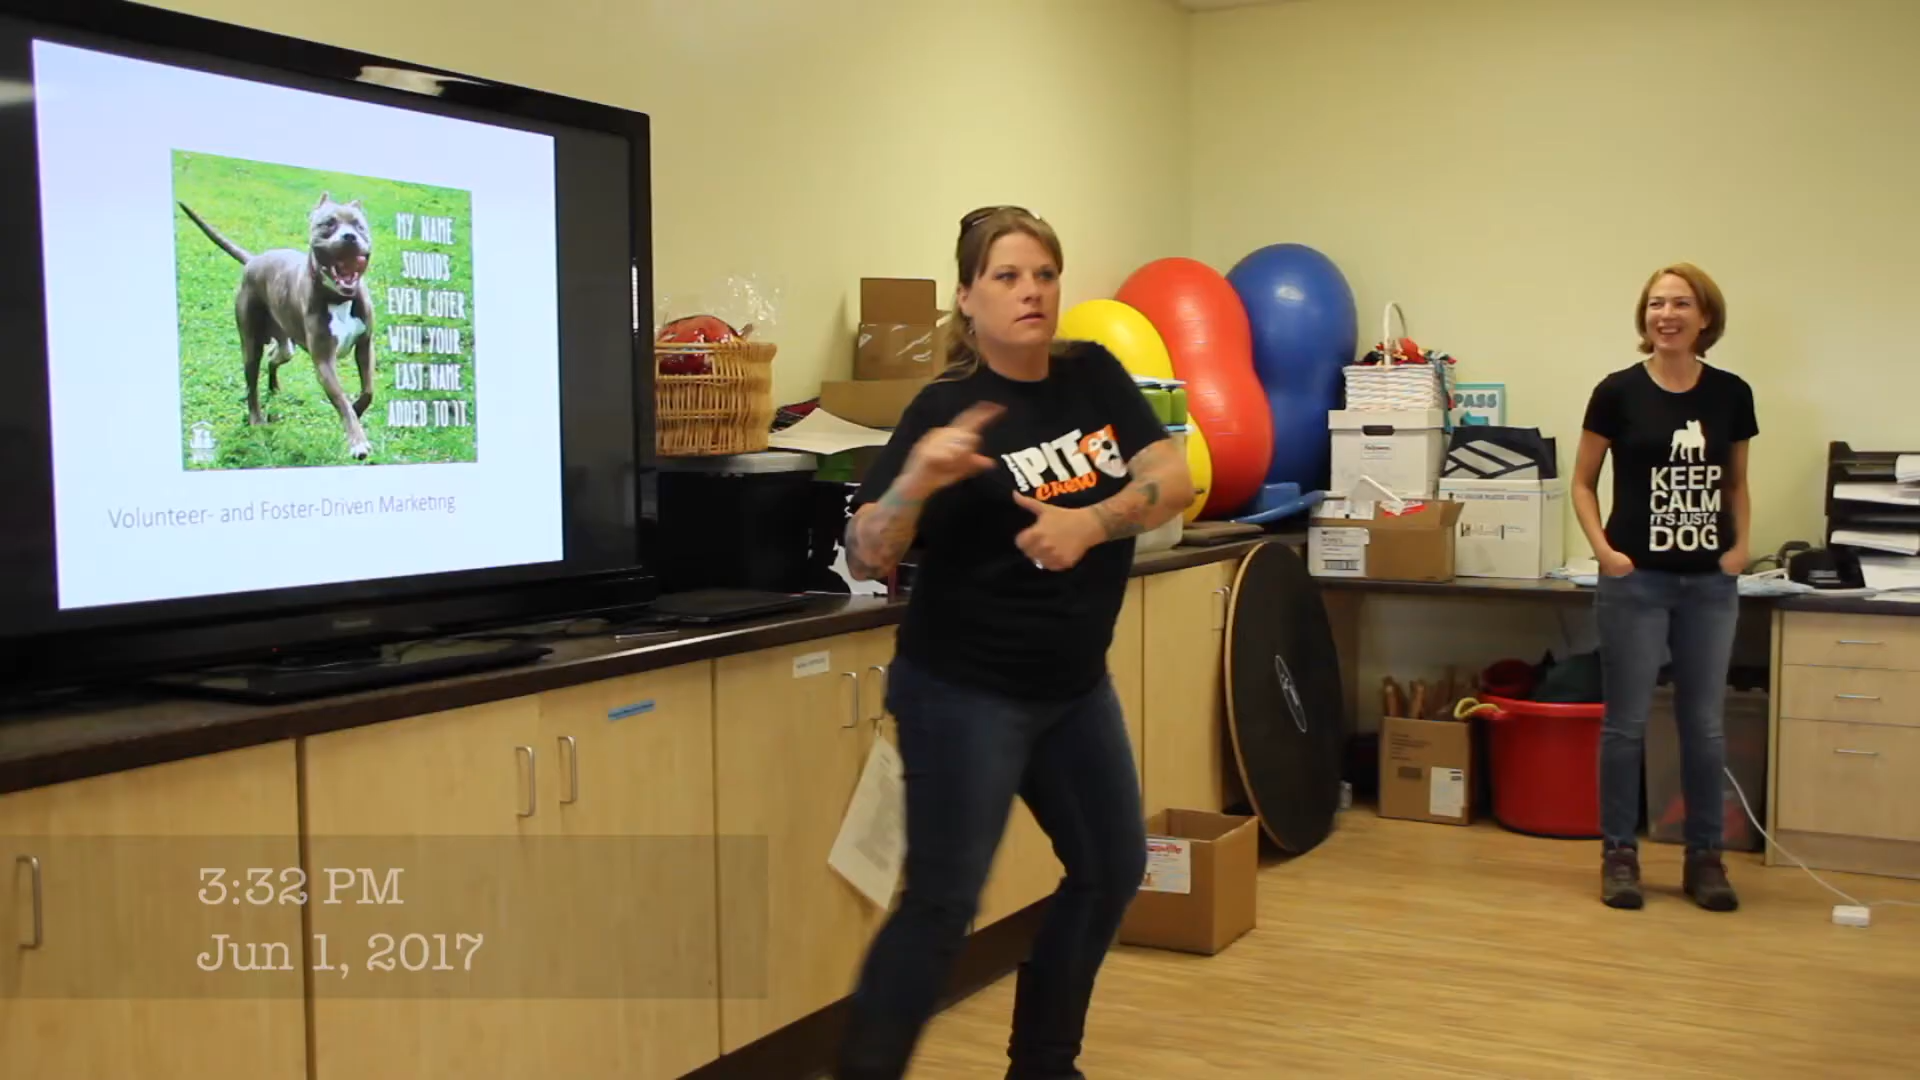 MY NAME
SOUNDS
EVEN CUTER
WITH YOUR
LAST NAME
ADDED TO IT.
Volunteer- and Foster-Driven Marketing
PIT
CREW
PASS
KEEP
CALM
IT'S JUST A
DOG
3:32 PM
Jun 1, 2017